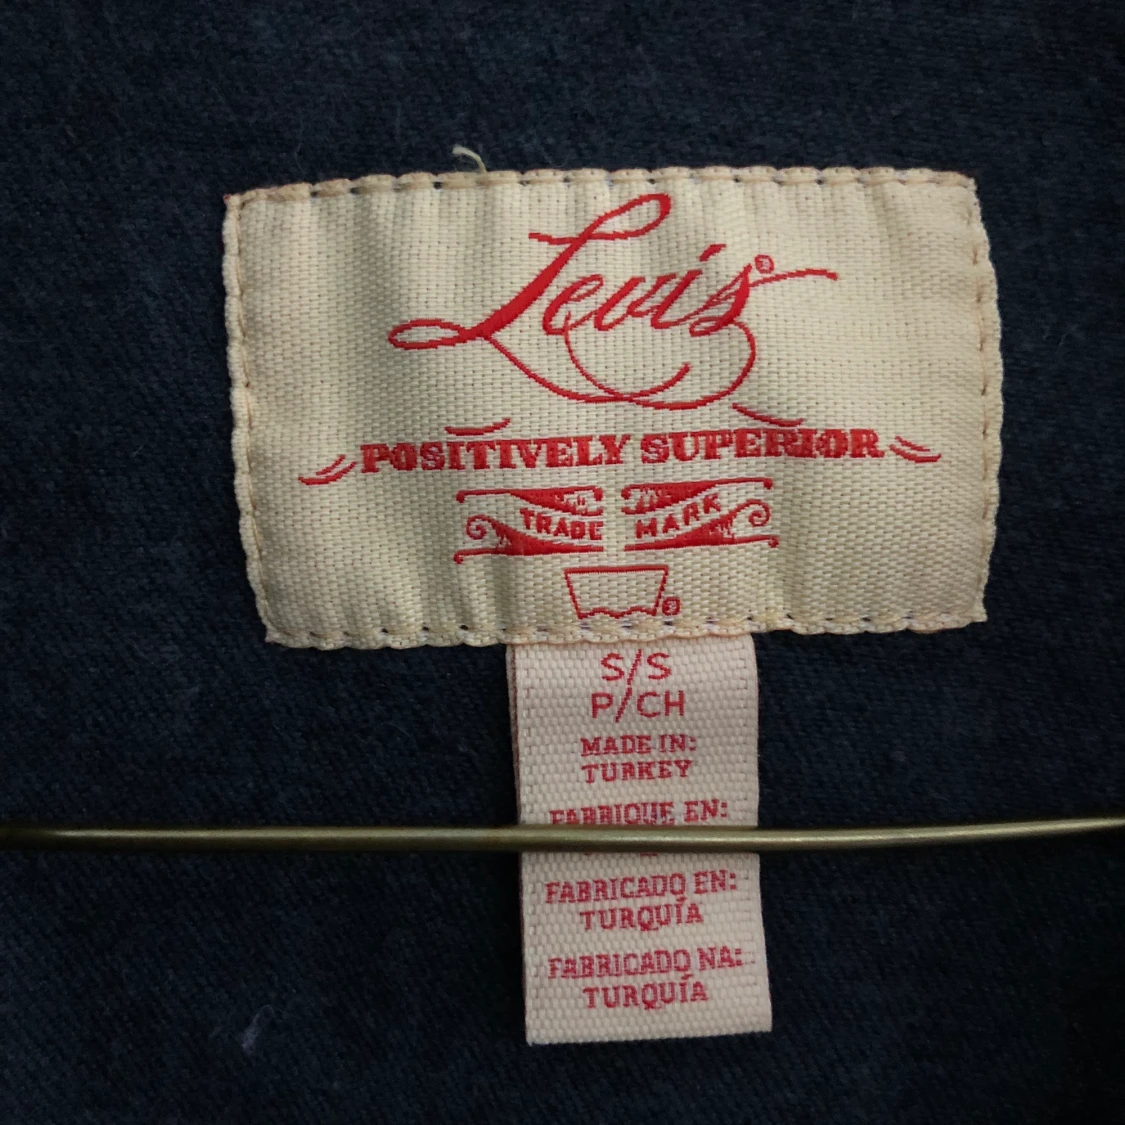 Levi's®
POSITIVELY SUPERIOR
TRADE MARK
®
S/S
P/CH
MADE IN:
TURKEY
FABRIQUE EN:
FABRICADO EN:
TURQUÍA
FABRICADO NA:
TURQUÍA